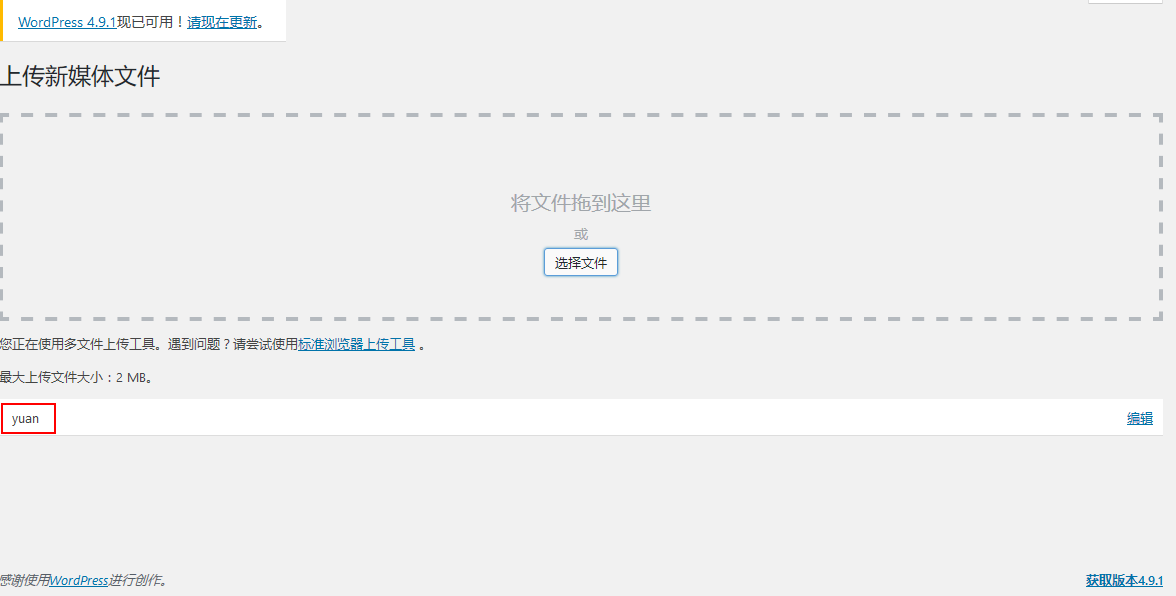 WordPress 4.9.1现已可用！请现在更新。
上传新媒体文件
将文件拖到这里
或
选择文件
您正在使用多文件上传工具。遇到问题？请尝试使用标准浏览器上传工具 。
最大上传文件大小：2 MB。
yuan 编辑
感谢使用WordPress进行创作。 获取版本4.9.1